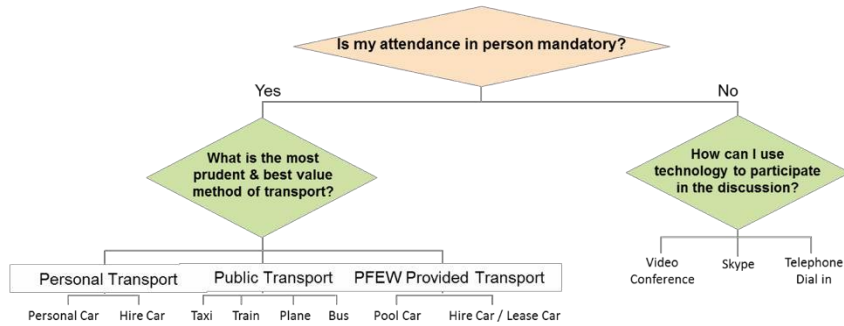 Is my attendance in person mandatory?
Yes
No
What is the most
prudent & best value
method of transport?
How can I use
technology to participate
in the discussion?
Personal Transport
Public Transport
PFEW Provided Transport
Video
Conference
Skype
Telephone
Dial in
Personal Car
Hire Car
Taxi
Train
Plane
Bus
Pool Car
Hire Car / Lease Car